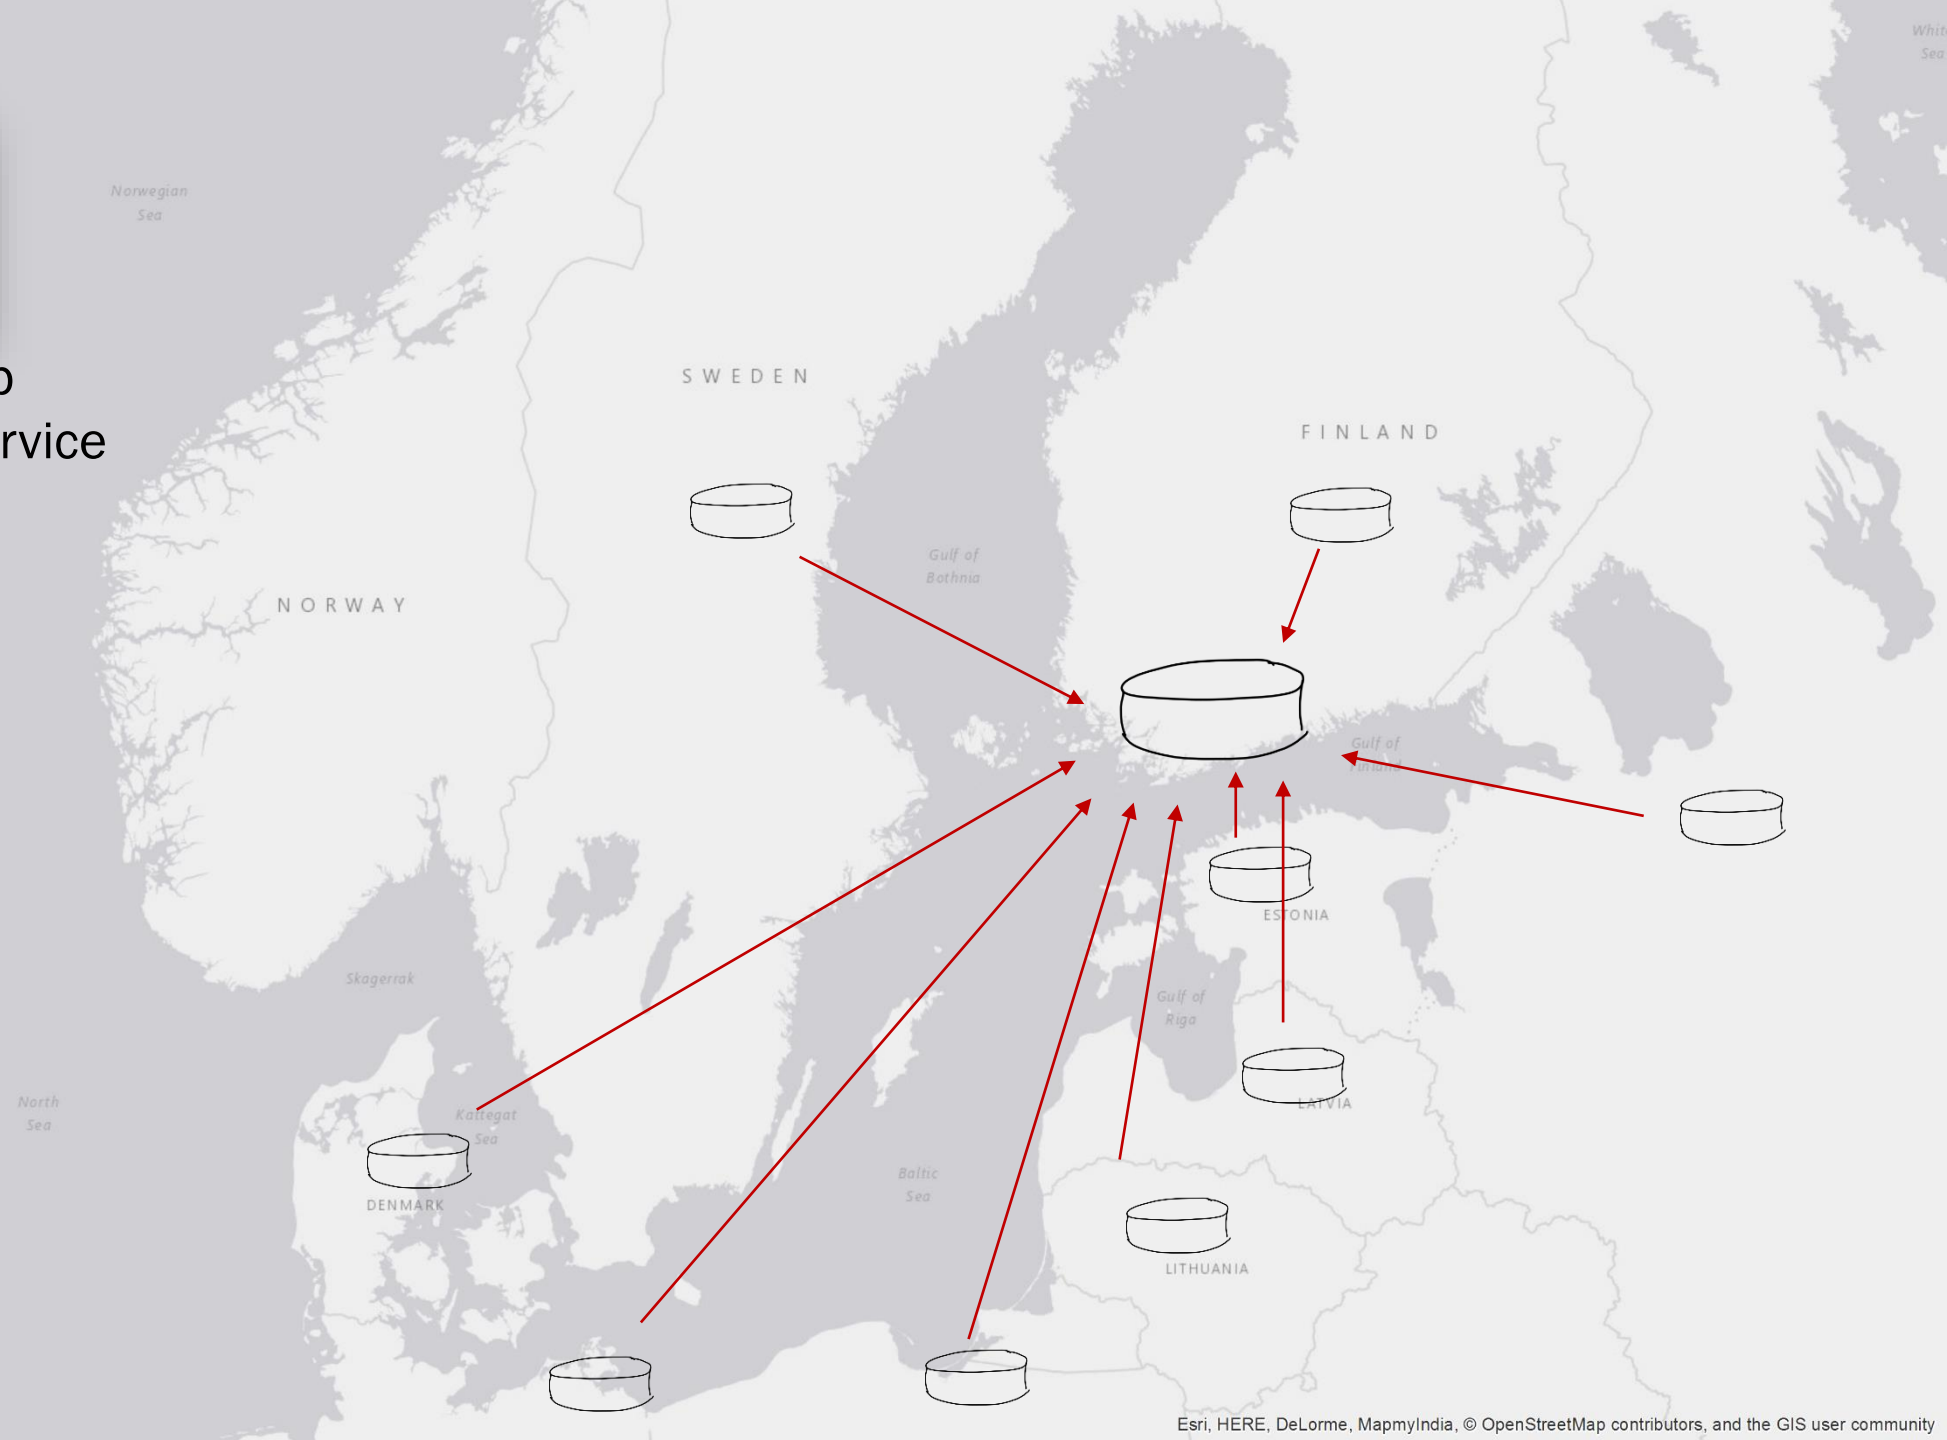 Norwegian
Sea
rvice
SWEDEN
FINLAND
Gulf of
Bothnia
NORWAY
Gulf of
Finland
ESTONIA
Skagerrak
Gulf of
Riga
North
Sea
Kattegat
Sea
LATVIA
Baltic
Sea
DENMARK
LITHUANIA
Esri, HERE, DeLorme, MapmyIndia, © OpenStreetMap contributors, and the GIS user community